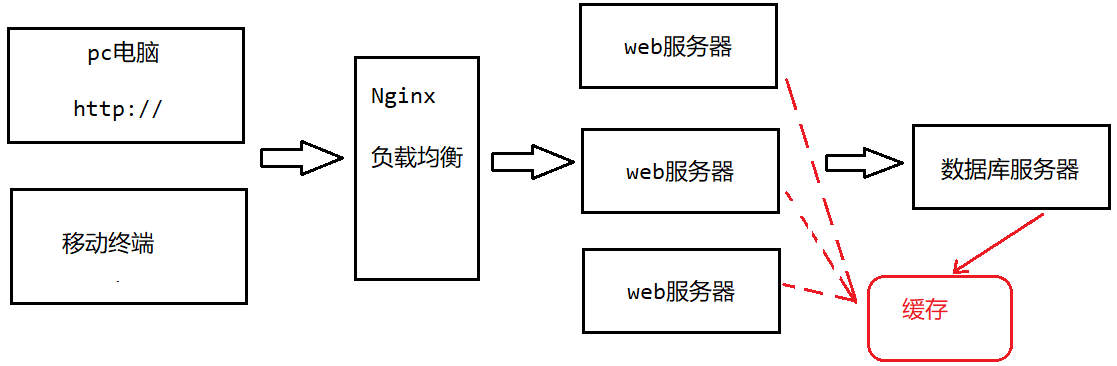 pc电脑
http://
移动终端
Nginx
负载均衡
web服务器
web服务器
web服务器
数据库服务器
缓存